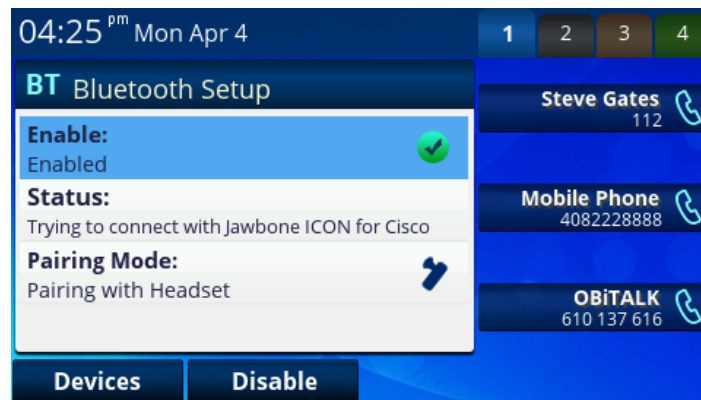 04:25 pm Mon Apr 4
1 2 3 4
BT Bluetooth Setup
Enable:
Enabled
Status:
Trying to connect with Jawbone ICON for Cisco
Pairing Mode:
Pairing with Headset
Steve Gates
112
Mobile Phone
4082228888
OBiTALK
610 137 616
Devices Disable